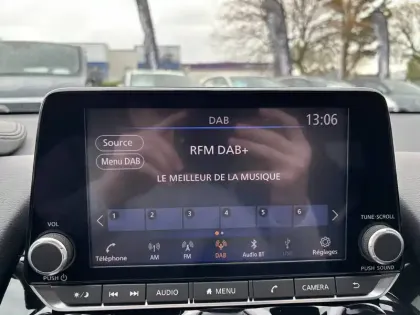 DAB
13:06
Source
RFM DAB+
Menu DAB
LE MEILLEUR DE LA MUSIQUE
1 2 3 4 5 6
Téléphone AM FM DAB Audio BT USB Réglages
VOL
PUSH
TUNE·SCROLL
PUSH SOUND
AUDIO MENU CAMERA